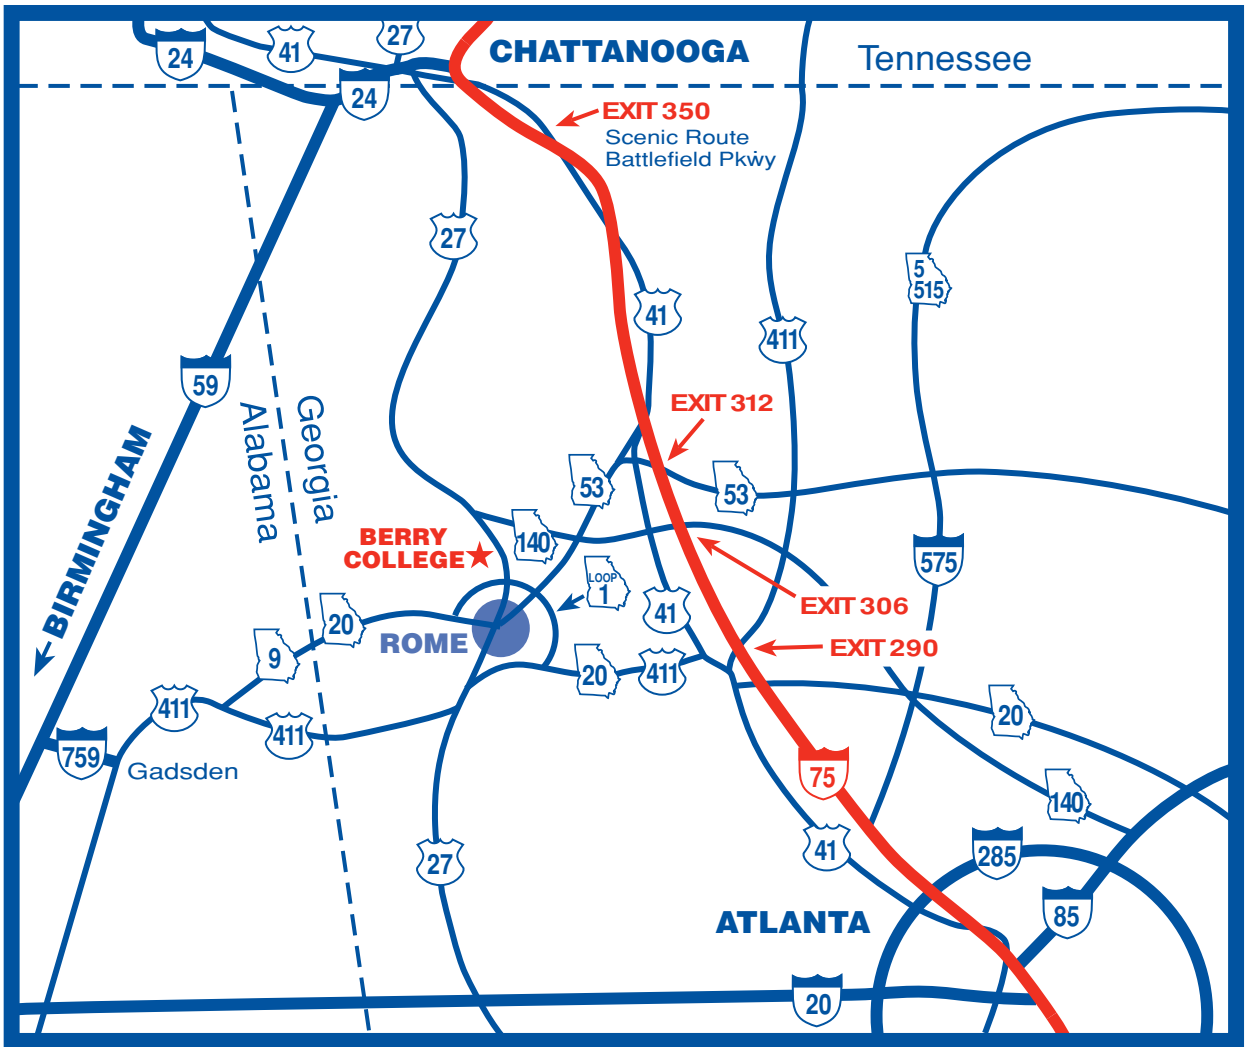 27
24
41
CHATTANOOGA
Tennessee
24
EXIT 350
Scenic Route
Battlefield Pkwy
27
5
515
41
411
59
Georgia
Alabama
EXIT 312
BIRMINGHAM
53
53
BERRY
COLLEGE
140
575
LOOP
1
20
41
EXIT 306
ROME
EXIT 290
9
20
411
411
20
411
759
Gadsden
75
140
41
285
27
85
ATLANTA
20